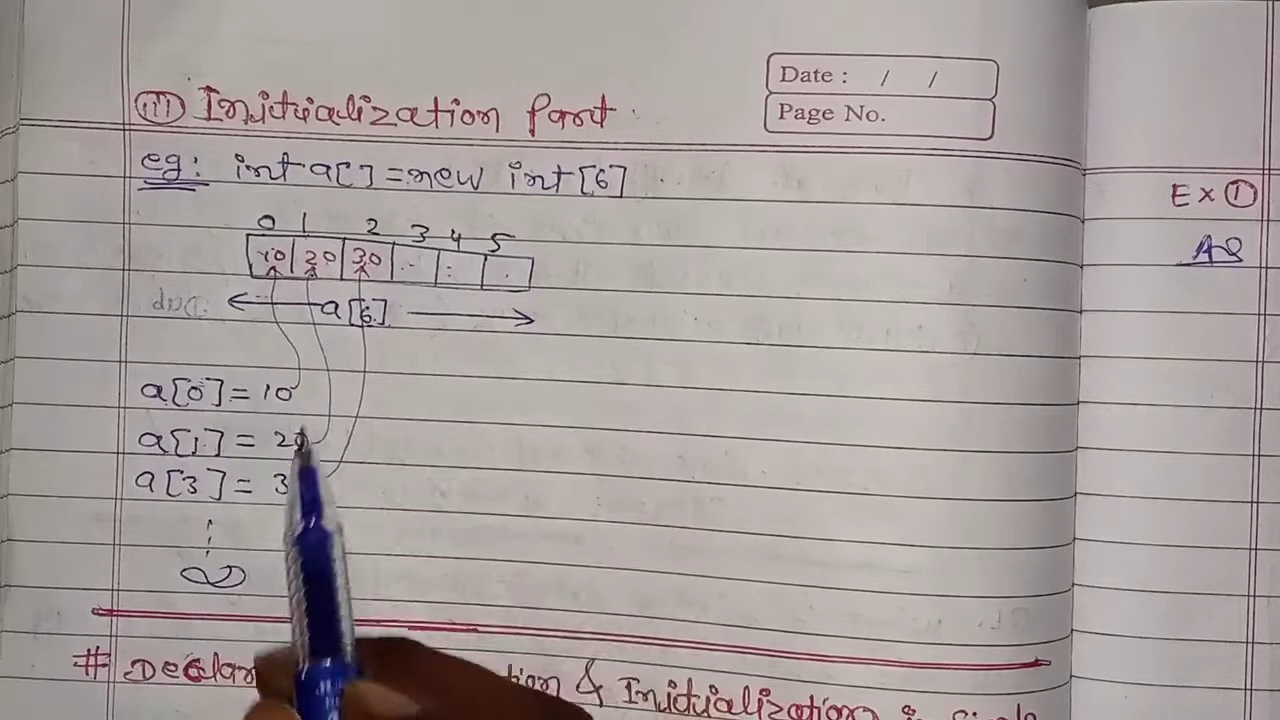 Date : / /
Page No.
(III) Initialization Part
eg: int a[] = new int [6]
0 1 2 3 4 5
10 20 30 . : .
a[6]
a[0] = 10
a[1] = 20
a[3] = 3
# & Initialization in
EX ①